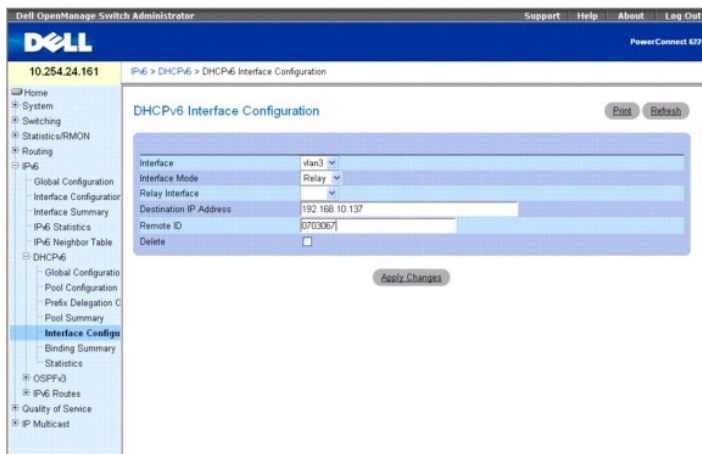 Dell OpenManage Switch Administrator
Support Help About Log Out
DELL
PowerConnect 622
10.254.24.161
IPv6 > DHCPv6 > DHCPv6 Interface Configuration
Home
System
Switching
Statistics/RMON
Routing
IPv6
Global Configuration
Interface Configuration
Interface Summary
IPv6 Statistics
IPv6 Neighbor Table
DHCPv6
Global Configuratio
Pool Configuration
Prefix Delegation C
Pool Summary
Interface Configu
Binding Summary
Statistics
OSPFv3
IPv6 Routes
Quality of Service
IP Multicast
DHCPv6 Interface Configuration
Print Refresh
Interface vlan3
Interface Mode Relay
Relay Interface
Destination IP Address 192.168.10.137
Remote ID 0703067
Delete
Apply Changes